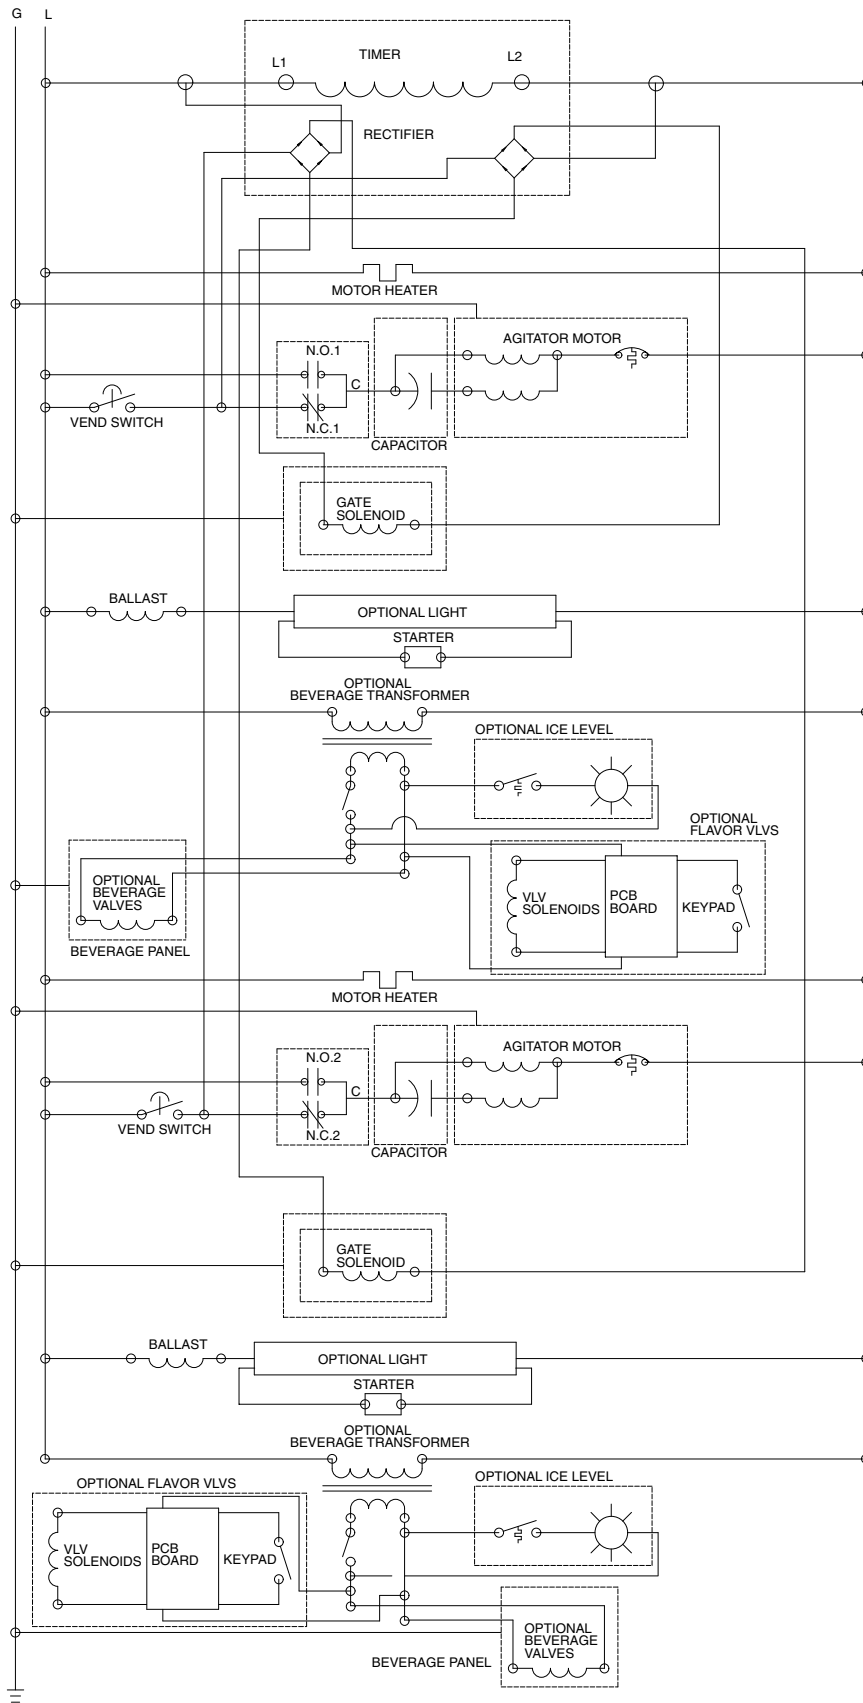 G L
TIMER
L1
L2
RECTIFIER
MOTOR HEATER
AGITATOR MOTOR
N.O.1
C
VEND SWITCH
N.C.1
CAPACITOR
GATE
SOLENOID
BALLAST
OPTIONAL LIGHT
STARTER
OPTIONAL
BEVERAGE TRANSFORMER
OPTIONAL ICE LEVEL
OPTIONAL
FLAVOR VLVS
OPTIONAL
BEVERAGE
VALVES
VLV
SOLENOIDS
PCB
BOARD
KEYPAD
BEVERAGE PANEL
MOTOR HEATER
AGITATOR MOTOR
N.O.2
C
VEND SWITCH
N.C.2
CAPACITOR
GATE
SOLENOID
BALLAST
OPTIONAL LIGHT
STARTER
OPTIONAL
BEVERAGE TRANSFORMER
OPTIONAL FLAVOR VLVS
OPTIONAL ICE LEVEL
VLV
SOLENOIDS
PCB
BOARD
KEYPAD
OPTIONAL
BEVERAGE
VALVES
BEVERAGE PANEL